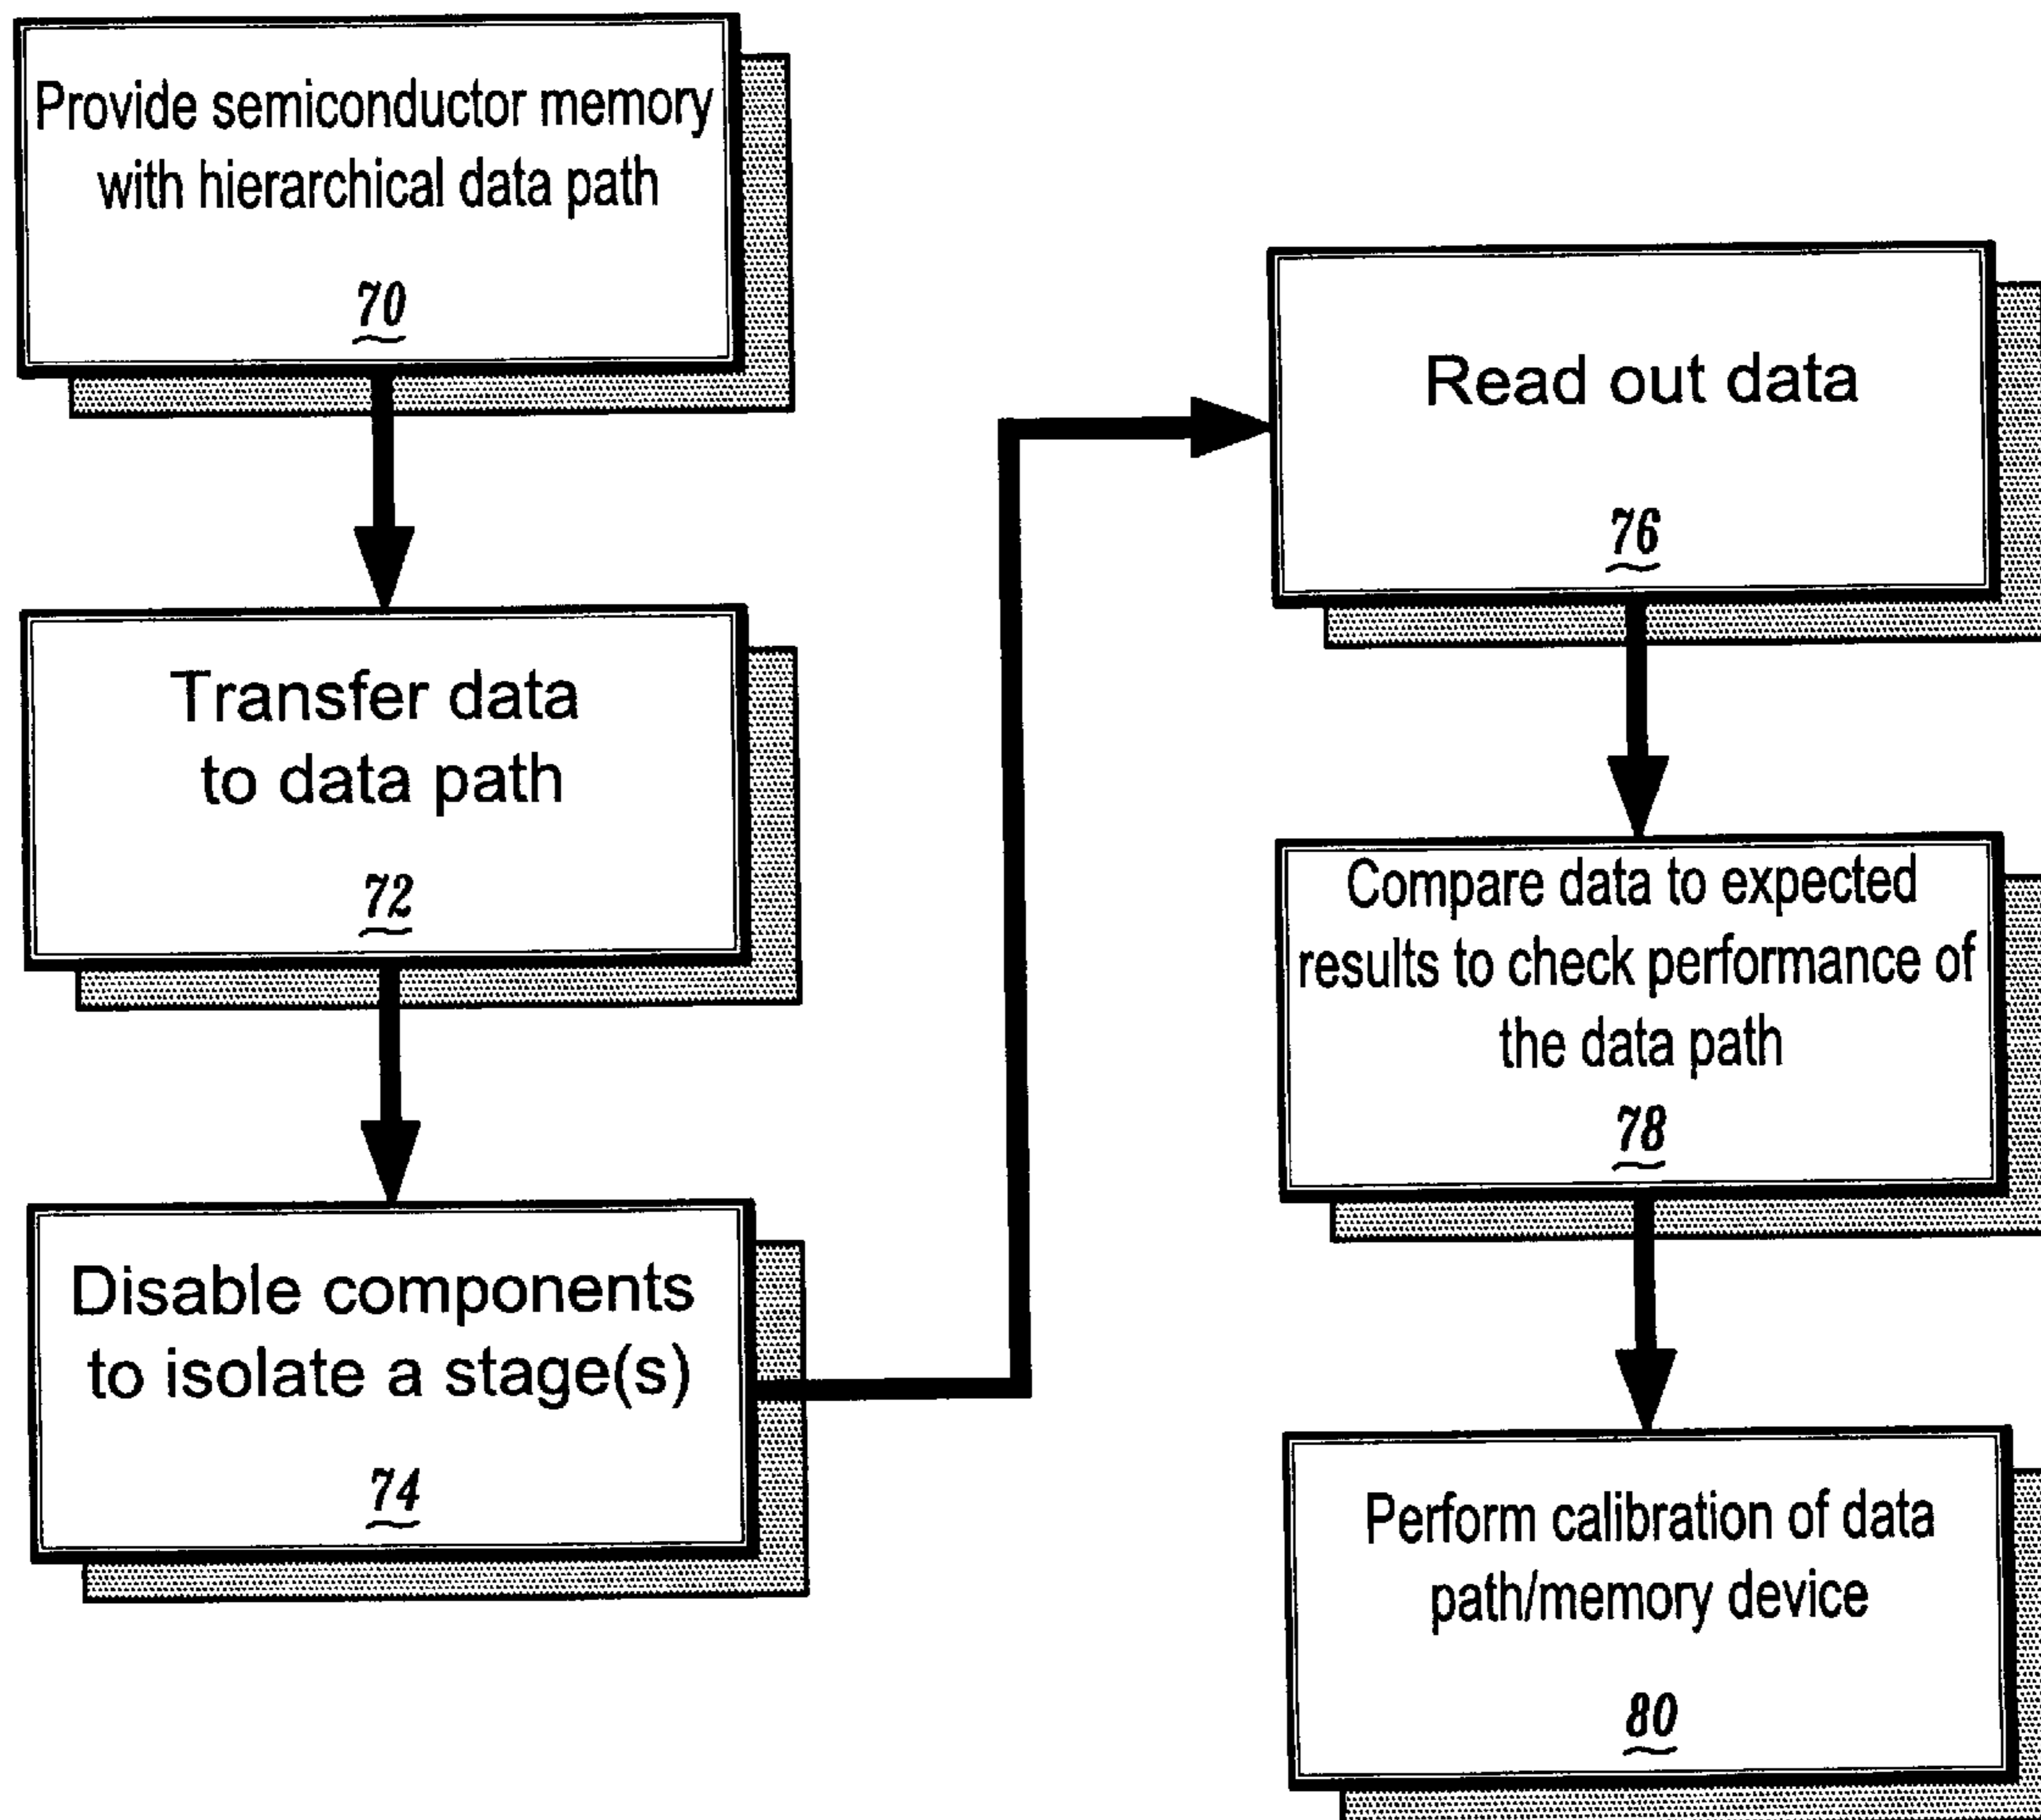 Provide semiconductor memory
with hierarchical data path
70
Transfer data
to data path
72
Disable components
to isolate a stage(s)
74
Read out data
76
Compare data to expected
results to check performance of
the data path
78
Perform calibration of data
path/memory device
80